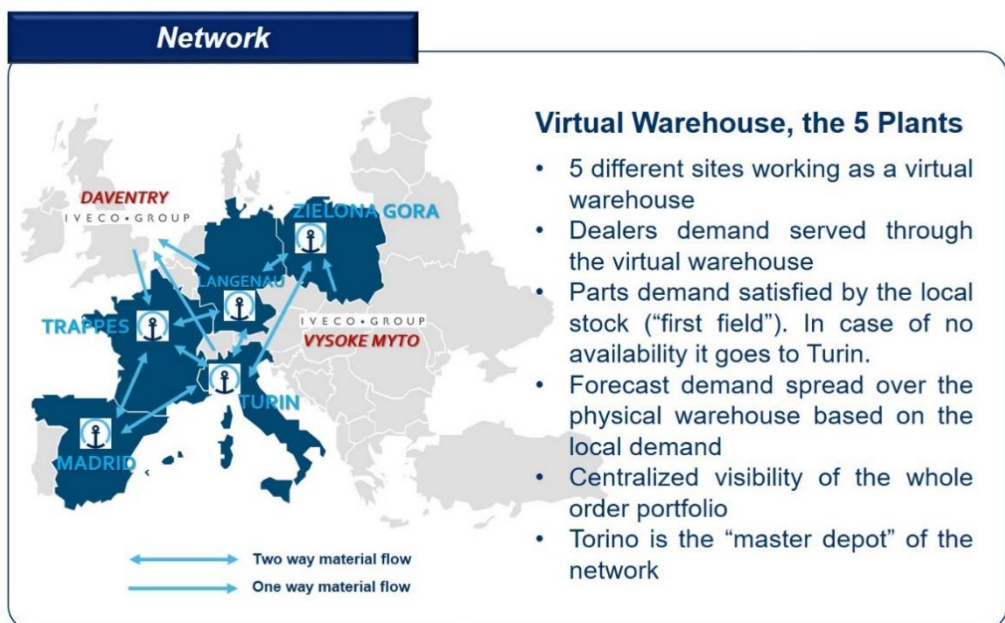 Network
DAVENTRY
IVECO • GROUP
ZIELONA GORA
LANGENAU
TRAPPES
IVECO • GROUP
VYSOKE MYTO
TURIN
MADRID
Two way material flow
One way material flow
Virtual Warehouse, the 5 Plants
• 5 different sites working as a virtual
warehouse
• Dealers demand served through
the virtual warehouse
• Parts demand satisfied by the local
stock (“first field”). In case of no
availability it goes to Turin.
• Forecast demand spread over the
physical warehouse based on the
local demand
• Centralized visibility of the whole
order portfolio
• Torino is the “master depot” of the
network